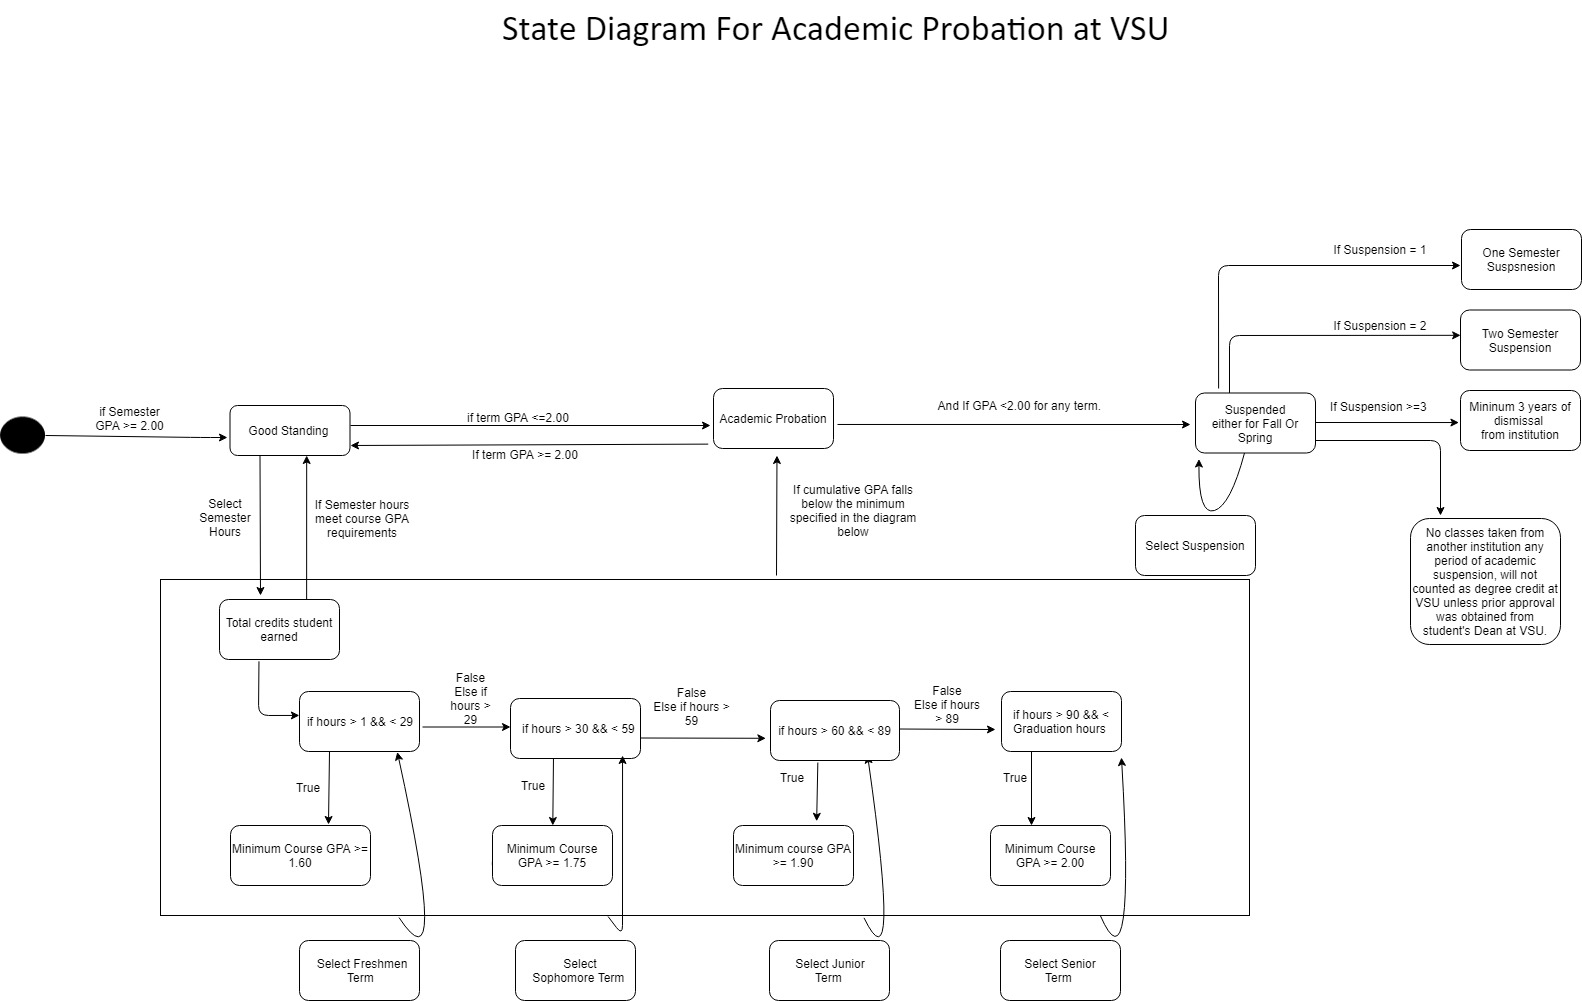 State Diagram For Academic Probation at VSU
If Suspension = 1
One Semester
Suspsnesion
If Suspension = 2
Two Semester
Suspension
if Semester
GPA >= 2.00
Good Standing
if term GPA <=2.00
If term GPA >= 2.00
Academic Probation
And If GPA <2.00 for any term.
Suspended
either for Fall Or
Spring
If Suspension >=3
Mininum 3 years of
dismissal
from institution
Select
Semester
Hours
If Semester hours
meet course GPA
requirements
If cumulative GPA falls
below the minimum
specified in the diagram
below
Select Suspension
No classes taken from
another institution any
period of academic
suspension, will not
counted as degree credit at
VSU unless prior approval
was obtained from
student's Dean at VSU.
Total credits student
earned
if hours > 1 && < 29
False
Else if
hours >
29
if hours > 30 && < 59
False
Else if hours >
59
if hours > 60 && < 89
False
Else if hours
> 89
if hours > 90 && <
Graduation hours
True
True
True
True
Minimum Course GPA >=
1.60
Minimum Course
GPA >= 1.75
Minimum course GPA
>= 1.90
Minimum Course
GPA >= 2.00
Select Freshmen
Term
Select
Sophomore Term
Select Junior
Term
Select Senior
Term